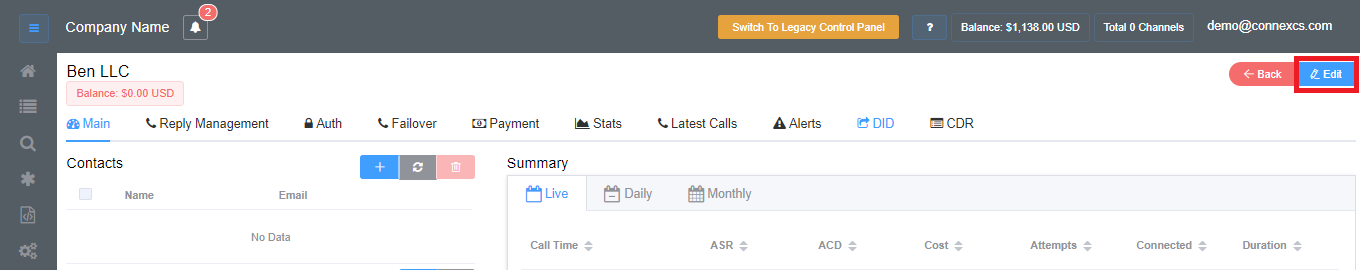 Company Name 2 Switch To Legacy Control Panel ? Balance: $1,138.00 USD Total 0 Channels demo@connexcs.com
Ben LLC Back Edit
Balance: $0.00 USD
Main Reply Management Auth Failover Payment Stats Latest Calls Alerts DID CDR
Contacts Summary
Live Daily Monthly
Name Email
No Data
Call Time ASR ACD Cost Attempts Connected Duration